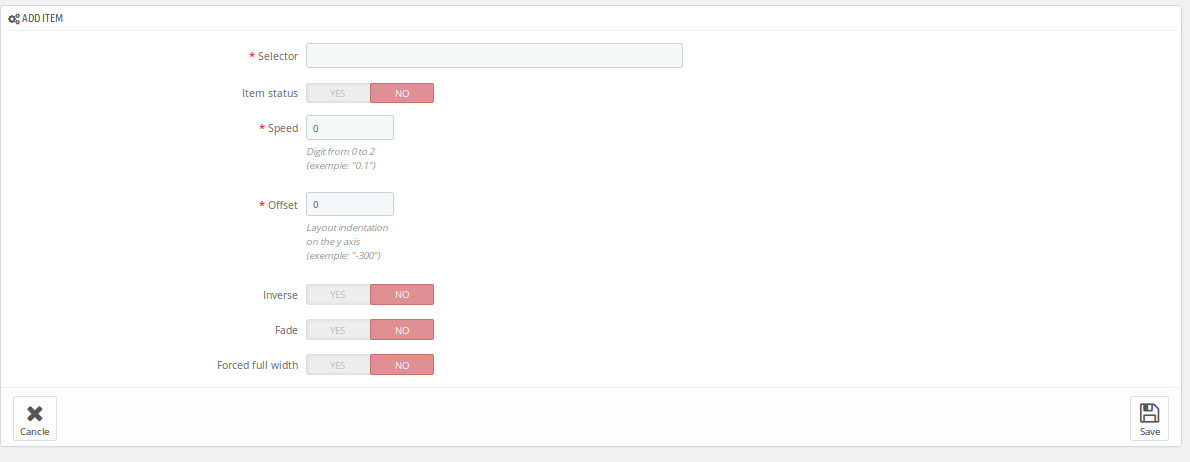 ADD ITEM
* Selector
Item status YES NO
* Speed 0
Digit from 0 to 2
(exemple: "0.1")
* Offset 0
Layout indentation
on the y axis
(exemple: "-300")
Inverse YES NO
Fade YES NO
Forced full width YES NO
Cancle Save